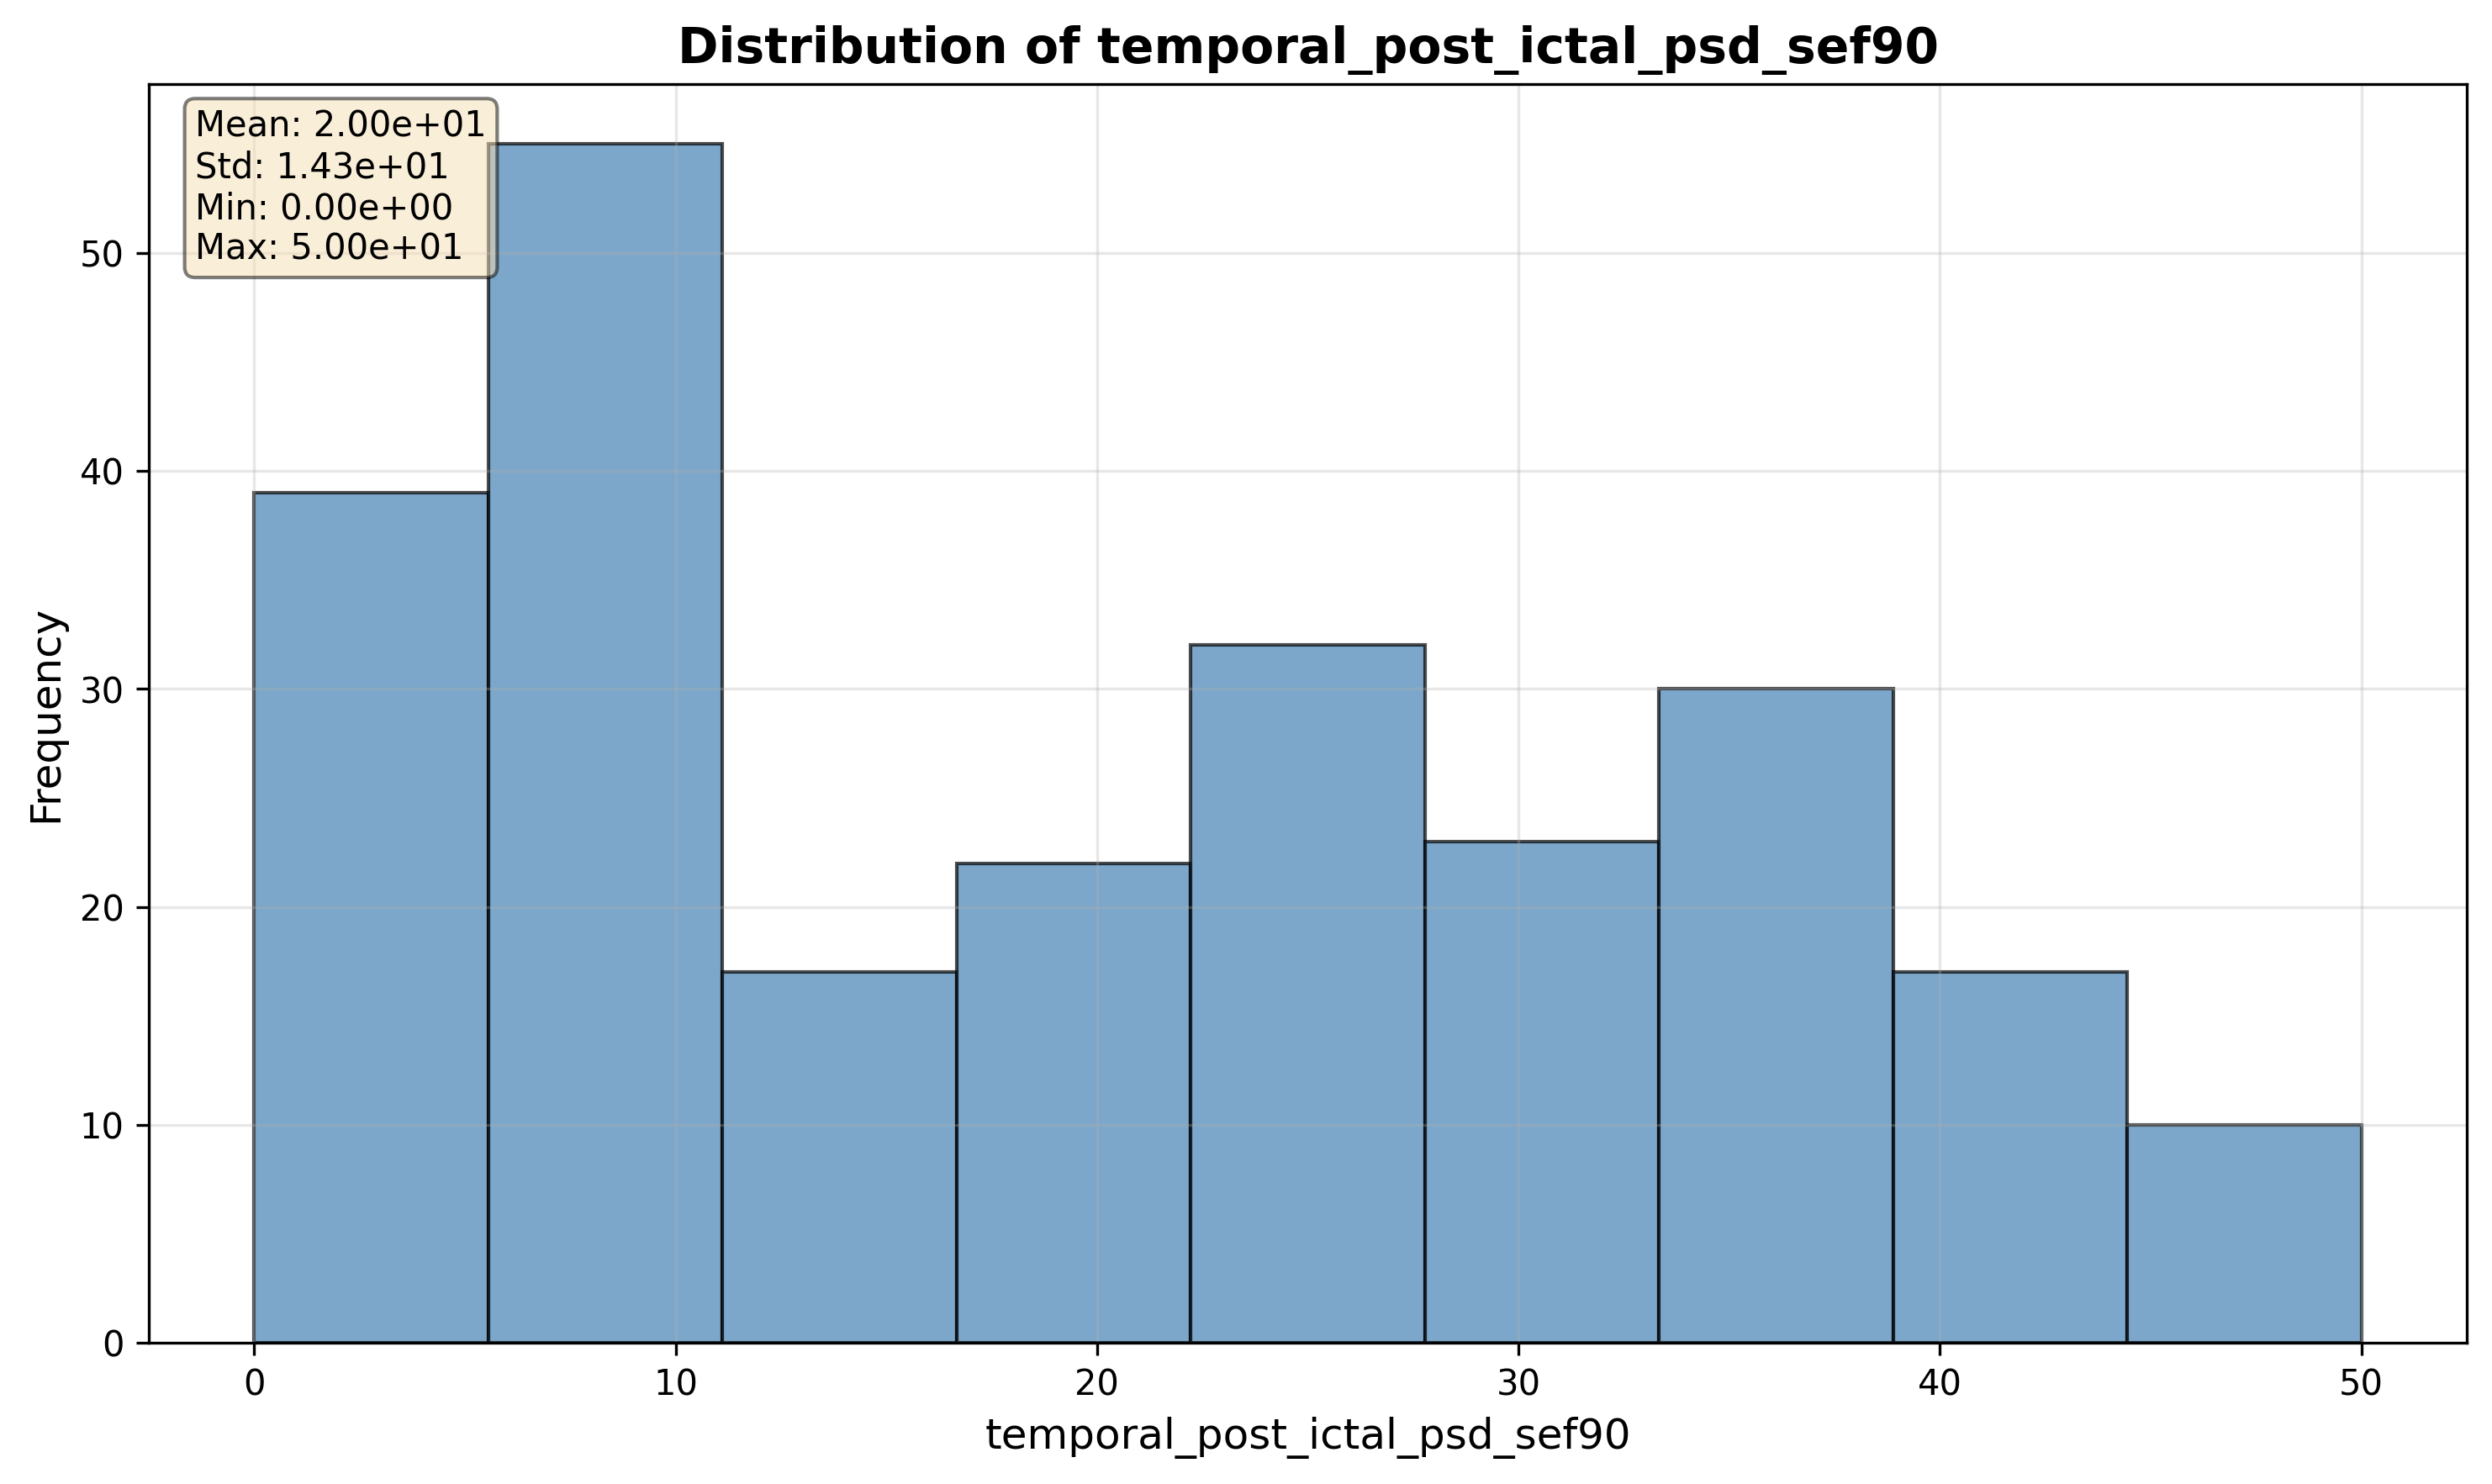 Distribution of temporal_post_ictal_psd_sef90
Mean: 2.00e+01
Std: 1.43e+01
Min: 0.00e+00
Max: 5.00e+01
50
40
30
20
10
0
Frequency
0 10 20 30 40 50
temporal_post_ictal_psd_sef90